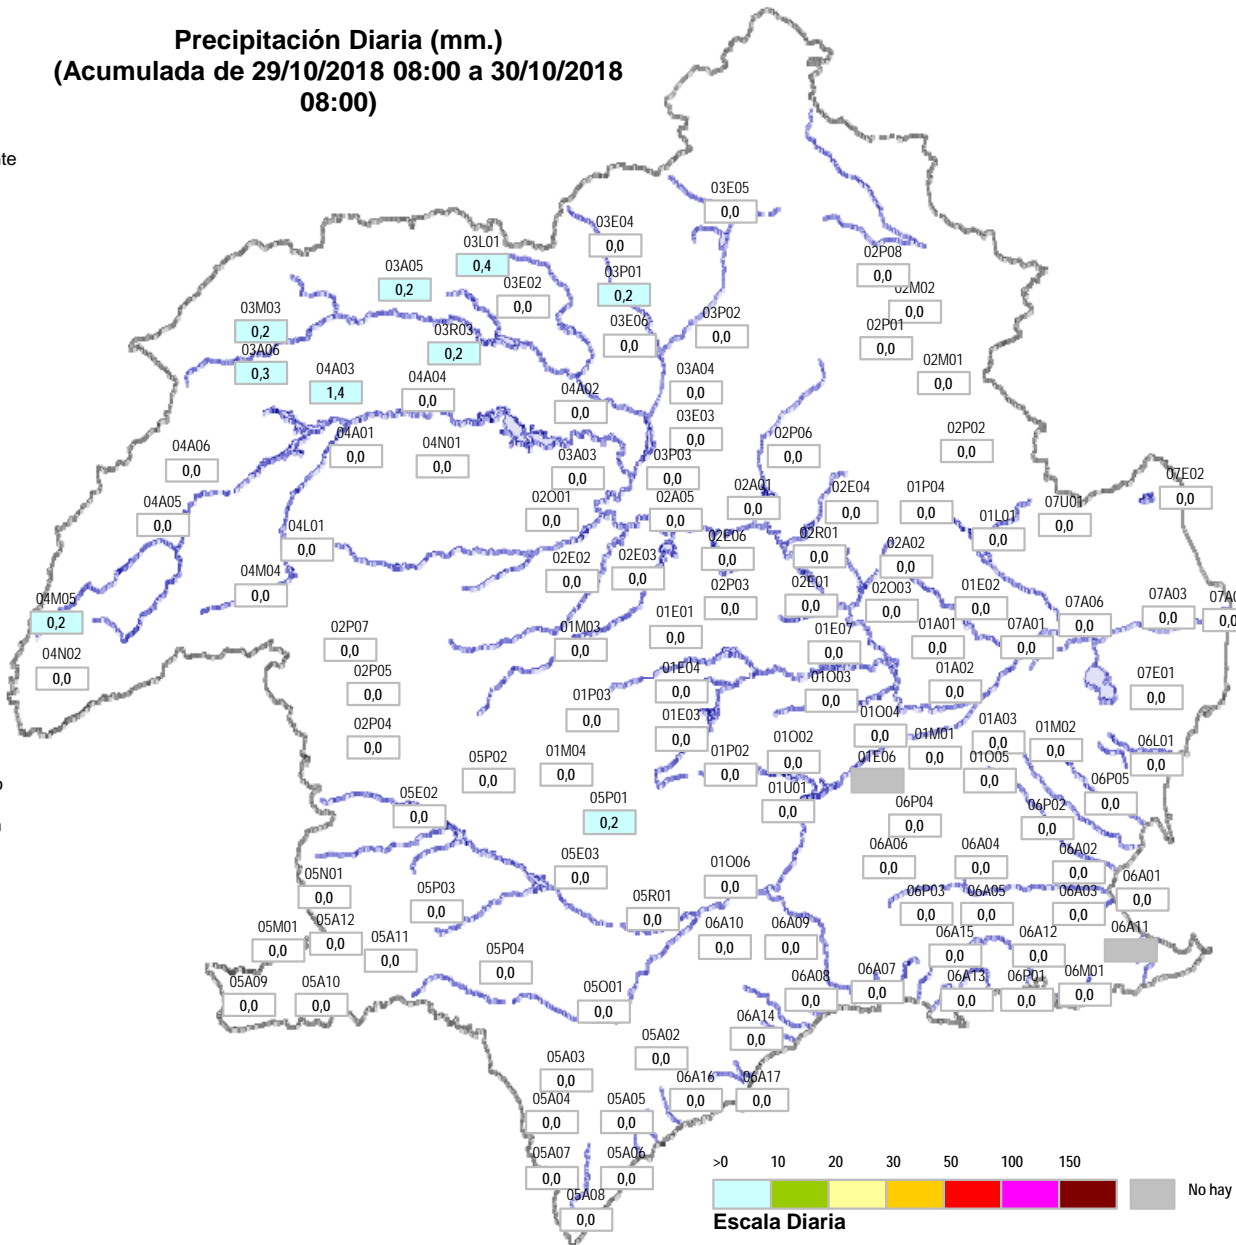 Precipitación Diaria (mm.)
(Acumulada de 29/10/2018 08:00 a 30/10/2018
08:00)
nte
03E05
0,0
03E04
0,0
03L01
0,4
03A05
0,2
03E02
0,0
03P01
0,2
02P08
0,0
02M02
0,0
03M03
0,2
03R03
0,2
03E06
0,0
03P02
0,0
02P01
0,0
03A06
0,3
04A03
1,4
04A04
0,0
04A02
0,0
03A04
0,0
02M01
0,0
03E03
0,0
04A01
0,0
04N01
0,0
04A06
0,0
03A03
0,0
03P03
0,0
02P06
0,0
02P02
0,0
04A05
0,0
02O01
0,0
02A05
0,0
02A01
0,0
02E04
0,0
01P04
0,0
01L01
0,0
07U01
0,0
07E02
0,0
04L01
0,0
02E06
0,0
02R01
0,0
02A02
0,0
04M04
0,0
02E02
0,0
02E03
0,0
02P03
0,0
02E01
0,0
02O03
0,0
01E02
0,0
04M05
0,2
07A06
0,0
07A03
0,0
07A0
0,0
02P07
0,0
01M03
0,0
01E01
0,0
01E07
0,0
01A01
0,0
07A01
0,0
04N02
0,0
02P05
0,0
01E04
0,0
01O03
0,0
01A02
0,0
07E01
0,0
01P03
0,0
02P04
0,0
01E03
0,0
01O04
0,0
01M01
0,0
01A03
0,0
01M02
0,0
06L01
0,0
05P02
0,0
01M04
0,0
01P02
0,0
01O02
0,0
01E06
01O05
0,0
05E02
0,0
05P01
0,2
01U01
0,0
06P04
0,0
06P02
0,0
06P05
0,0
05E03
0,0
06A06
0,0
06A04
0,0
06A02
0,0
05N01
0,0
05P03
0,0
05R01
0,0
01O06
0,0
06P03
0,0
06A05
0,0
06A03
0,0
06A01
0,0
05M01
0,0
05A12
0,0
05A11
0,0
06A10
0,0
06A09
0,0
06A15
0,0
06A12
0,0
06A11
05P04
0,0
05A09
0,0
05A10
0,0
05O01
0,0
06A08
0,0
06A07
0,0
06A13
0,0
06P01
0,0
06M01
0,0
06A14
0,0
05A02
0,0
05A03
0,0
06A16
0,0
06A17
0,0
05A04
0,0
05A05
0,0
05A07
0,0
05A06
0,0
05A08
0,0
>0 10 20 30 50 100 150
No hay
Escala Diaria